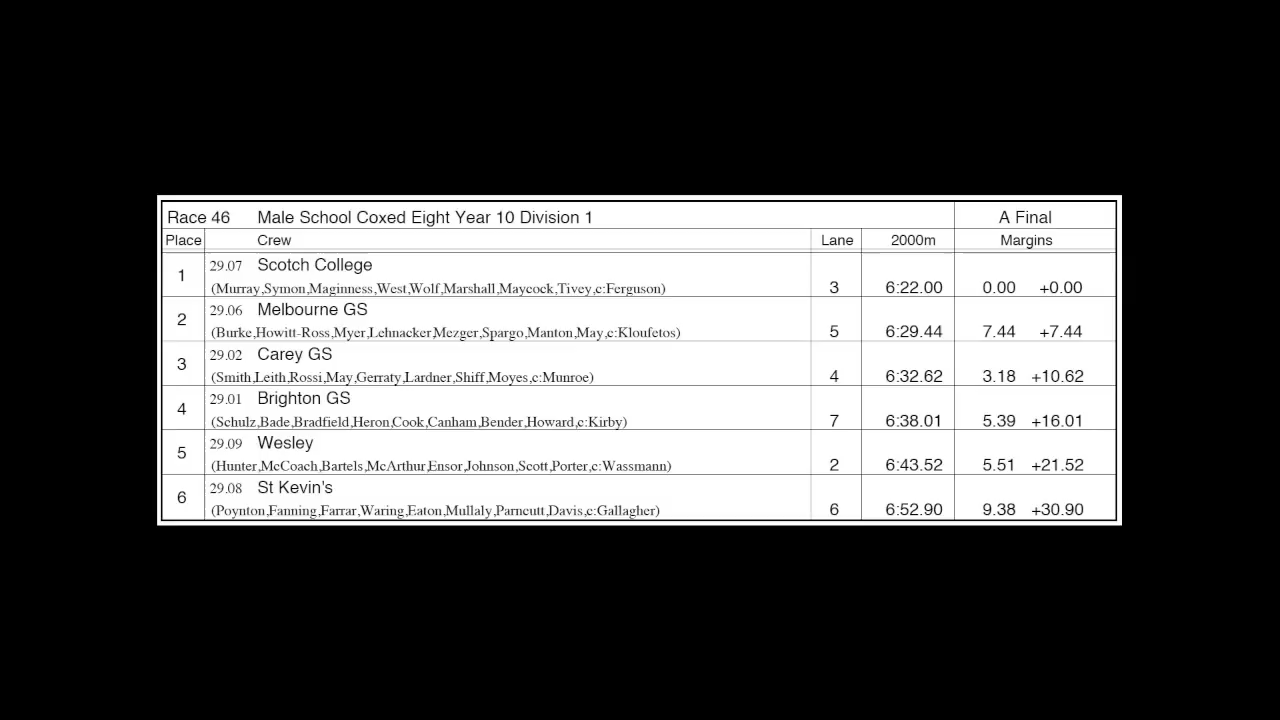 Race 46 Male School Coxed Eight Year 10 Division 1 A Final
Place Crew Lane 2000m Margins
1 29.07 Scotch College
(Murray,Symon,Maginness,West,Wolf,Marshall,Maycock,Tivey,c:Ferguson) 3 6:22.00 0.00 +0.00
2 29.06 Melbourne GS
(Burke,Howitt-Ross,Myer,Lehnacker,Mezger,Spargo,Manton,May,c:Kloufetos) 5 6:29.44 7.44 +7.44
3 29.02 Carey GS
(Smith,Leith,Rossi,May,Gerraty,Lardner,Shiff,Moyes,c:Munroe) 4 6:32.62 3.18 +10.62
4 29.01 Brighton GS
(Schulz,Bade,Bradfield,Heron,Cook,Canham,Bender,Howard,c:Kirby) 7 6:38.01 5.39 +16.01
5 29.09 Wesley
(Hunter,McCoach,Bartels,McArthur,Ensor,Johnson,Scott,Porter,c:Wassmann) 2 6:43.52 5.51 +21.52
6 29.08 St Kevin's
(Poynton,Fanning,Farrar,Waring,Eaton,Mullaly,Parncutt,Davis,c:Gallagher) 6 6:52.90 9.38 +30.90